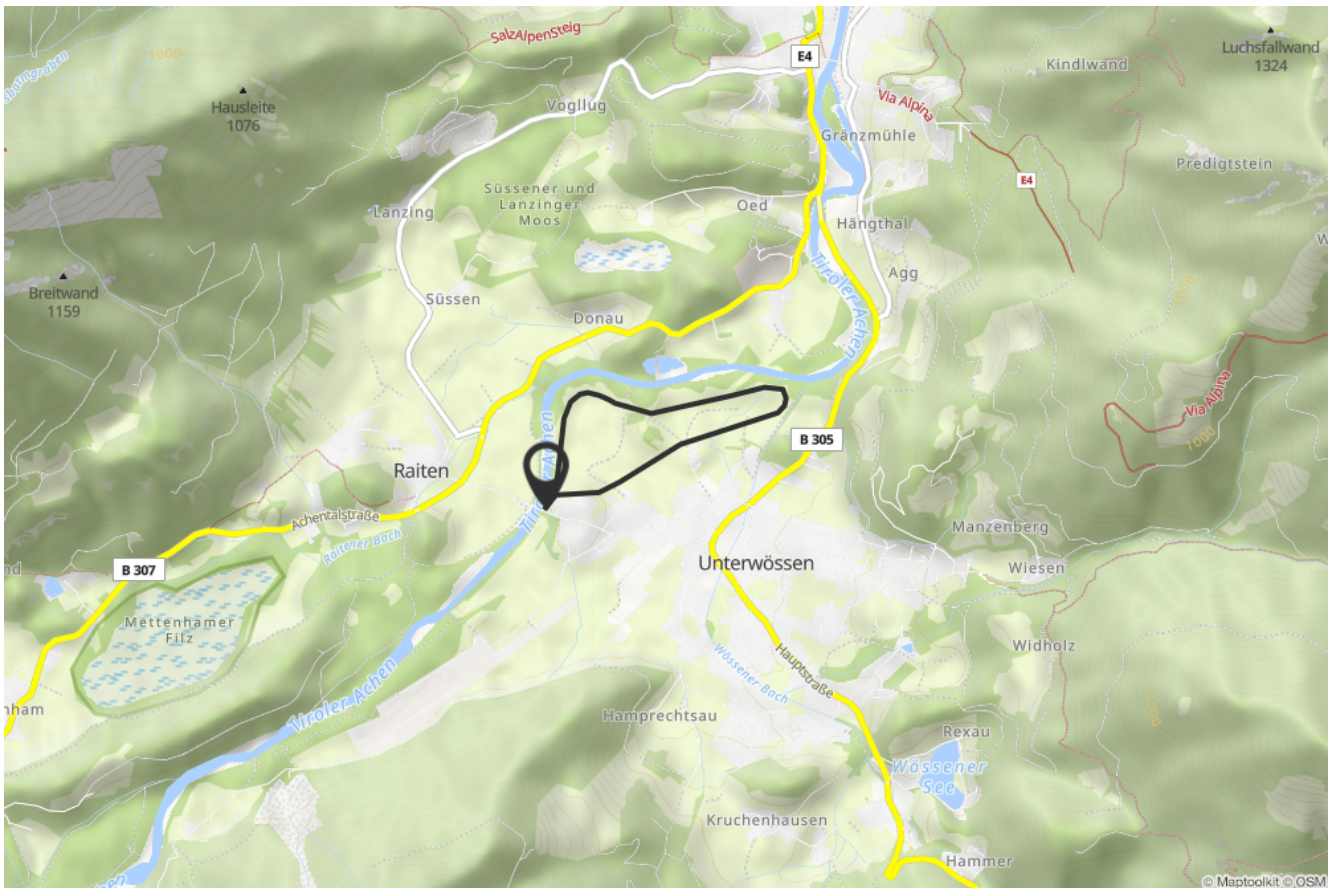 SalzAlpenSteig
E4
Luchsfallwand
1324
Kindlwand
1000
Hausleite
1076
Vogllug
Via Alpina
Gränzmühle
Predigtstein
E4
Süssener und
Lanzinger
Moos
Lanzing
Oed
Hängthal
Tiroler Achen
Agg
Breitwand
1159
Süssen
Donau
Via Alpina
1000
B 305
Raiten
Achentalstraße
Raitener Bach
Manzenberg
Unterwössen
Wiesen
B 307
Mettenhamer
Filz
Widholz
Hauptstraße
Wössener Bach
Tiroler Achen
nham
Hamprechtsau
Rexau
Wössener
See
Kruchenhausen
Hammer
© Maptoolkit © OSM